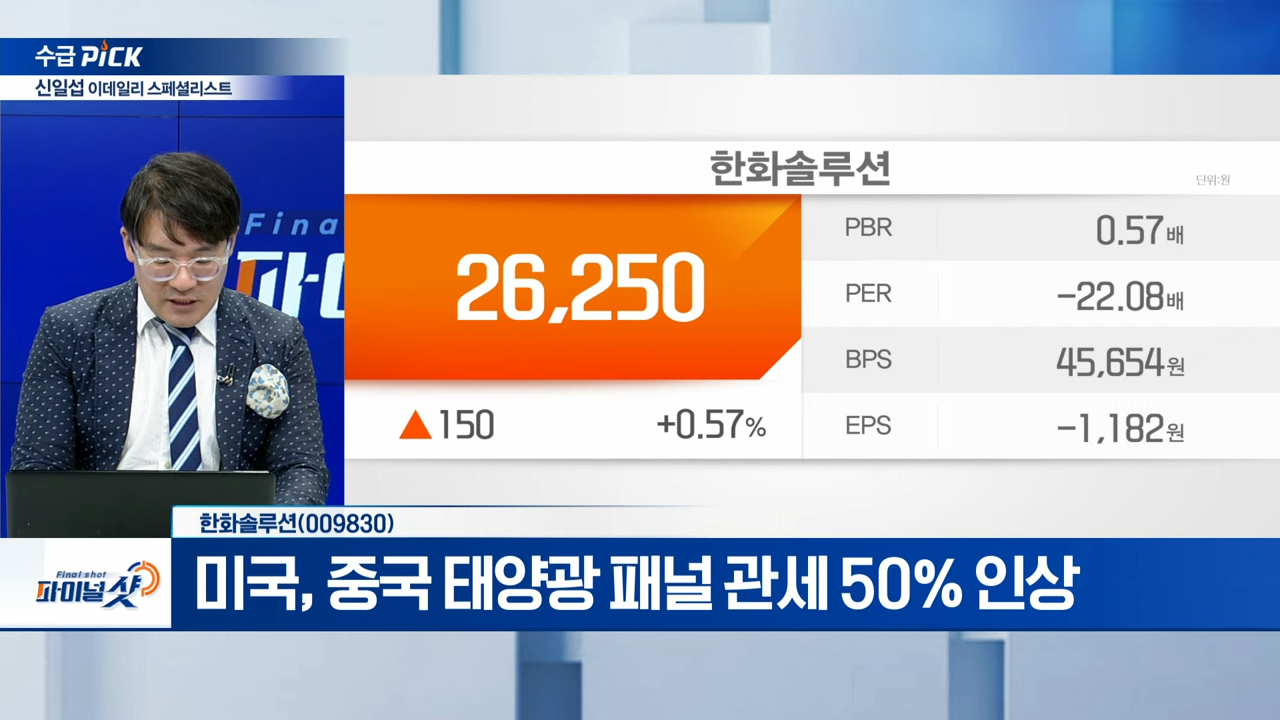 수급 PiCK
신일섭 이데일리 스페셜리스트
Fina
파이
한화솔루션
단위:원
26,250
▲150 +0.57%
PBR 0.57배
PER -22.08배
BPS 45,654원
EPS -1,182원
한화솔루션(009830)
Final shot
파이널샷
미국, 중국 태양광 패널 관세 50% 인상